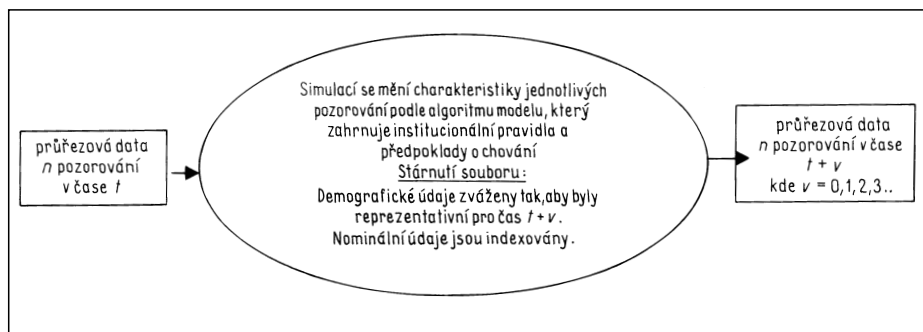 průřezová data
n pozorování
v čase t
Simulací se mění charakteristiky jednotlivých
pozorování podle algoritmu modelu, který
zahrnuje institucionální pravidla a
předpoklady o chování
Stárnutí souboru:
Demografické údaje zváženy tak, aby byly
reprezentativní pro čas t + v.
Nominální údaje jsou indexovány.
průřezová data
n pozorování v čase
t + v
kde v = 0,1,2,3..